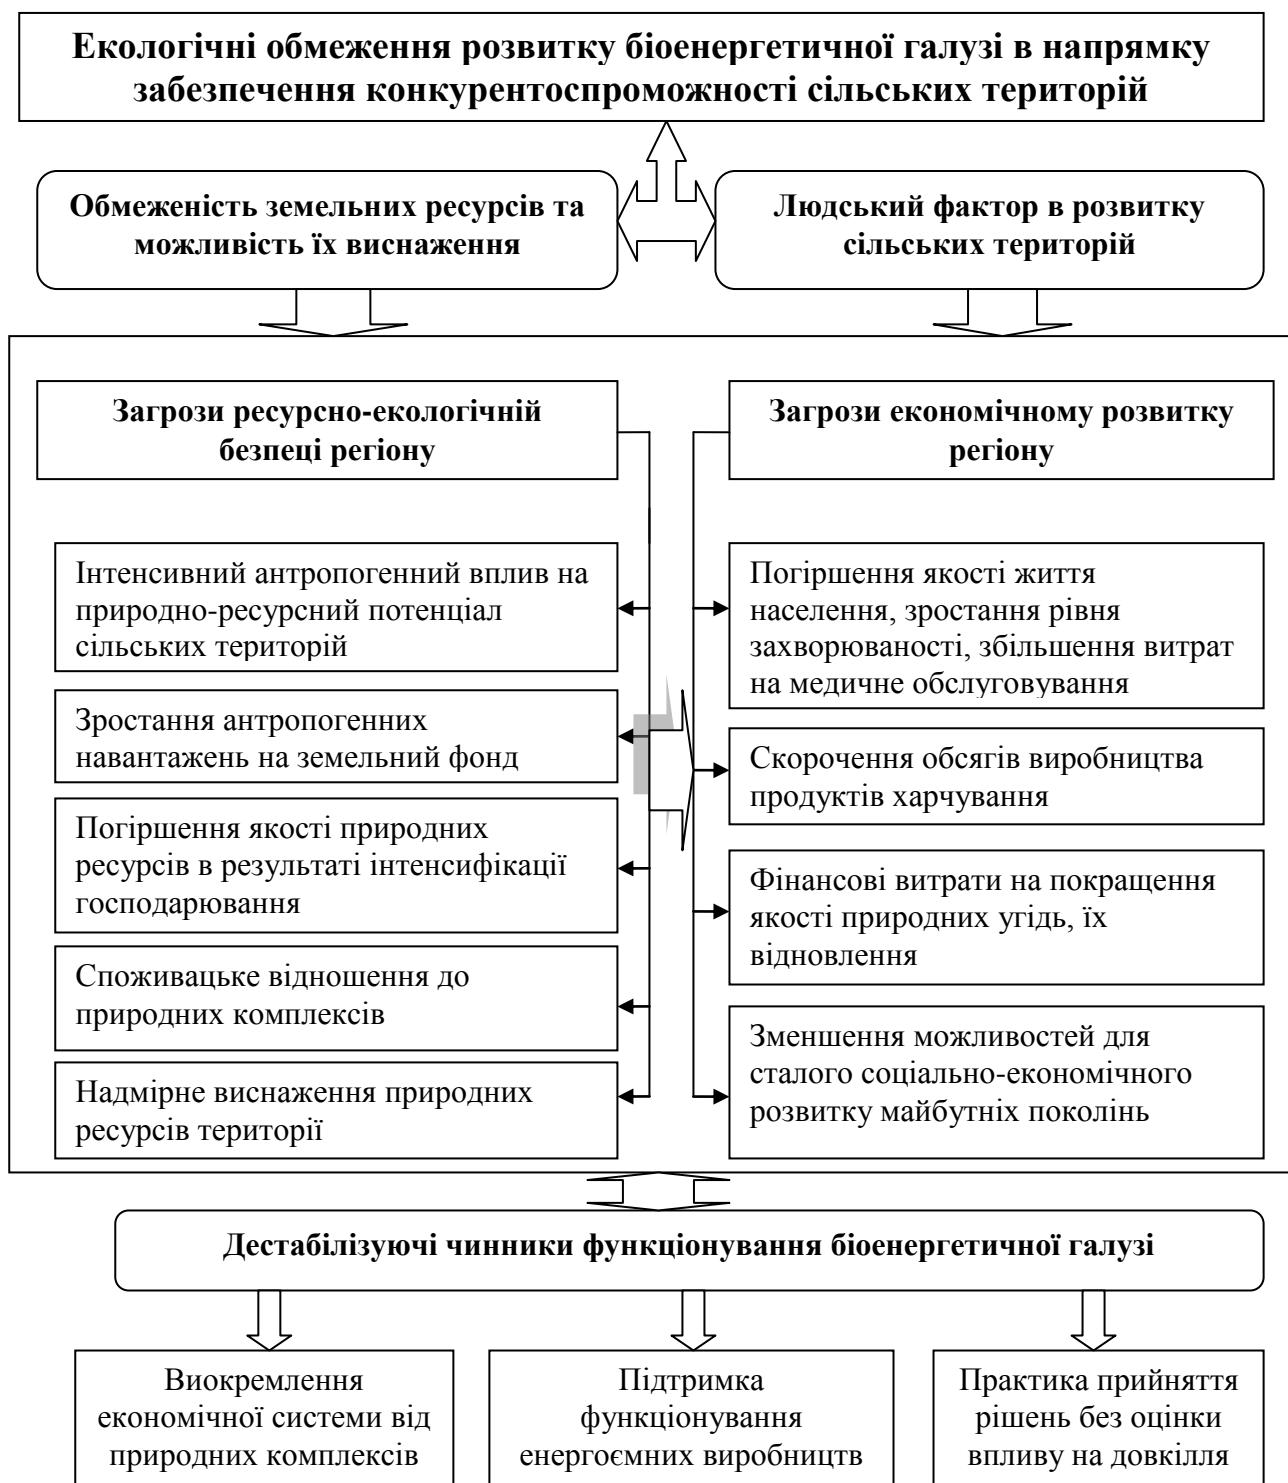 Екологічні обмеження розвитку біоенергетичної галузі в напрямку
забезпечення конкурентоспроможності сільських територій
Обмеженість земельних ресурсів та
можливість їх виснаження
Людський фактор в розвитку
сільських територій
Загрози ресурсно-екологічній
безпеці регіону
Загрози економічному розвитку
регіону
Інтенсивний антропогенний вплив на
природно-ресурсний потенціал
сільських територій
Зростання антропогенних
навантажень на земельний фонд
Погіршення якості природних
ресурсів в результаті інтенсифікації
господарювання
Споживацьке відношення до
природних комплексів
Надмірне виснаження природних
ресурсів території
Погіршення якості життя
населення, зростання рівня
захворюваності, збільшення витрат
на медичне обслуговування
Скорочення обсягів виробництва
продуктів харчування
Фінансові витрати на покращення
якості природних угідь, їх
відновлення
Зменшення можливостей для
сталого соціально-економічного
розвитку майбутніх поколінь
Дестабілізуючі чинники функціонування біоенергетичної галузі
Виокремлення
економічної системи від
природних комплексів
Підтримка
функціонування
енергоємних виробництв
Практика прийняття
рішень без оцінки
впливу на довкілля